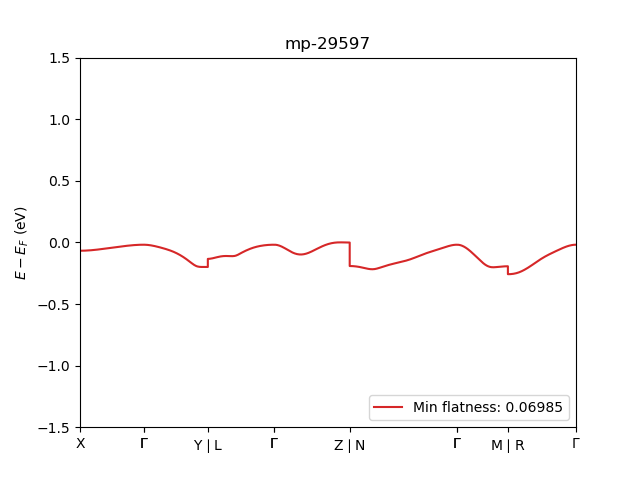 mp-29597
E − E_F (eV)
1.5
1.0
0.5
0.0
−0.5
−1.0
−1.5
Min flatness: 0.06985
X Γ Y | L Γ Z | N Γ M | R Γ